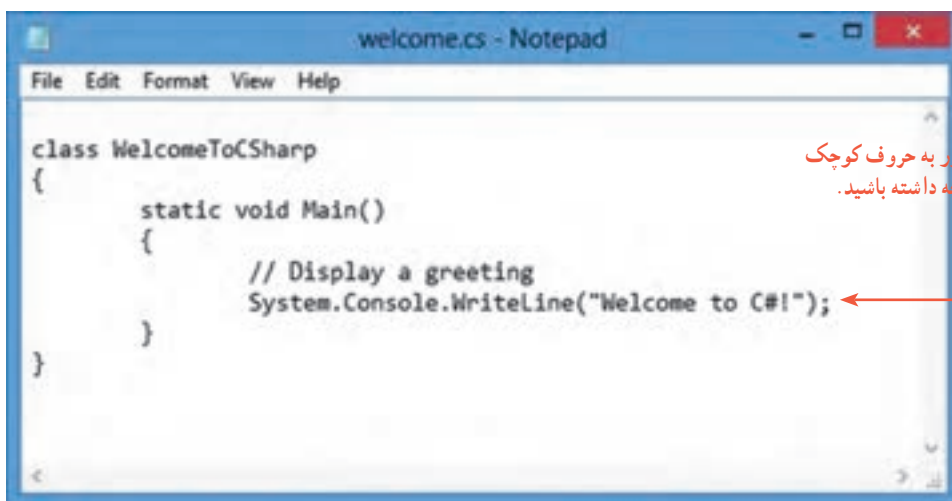 welcome.cs - Notepad
File Edit Format View Help
class WelcomeToCSharp
{
static void Main()
{
// Display a greeting
System.Console.WriteLine("Welcome to C#!");
}
}
به حروف کوچک
داشته باشید.